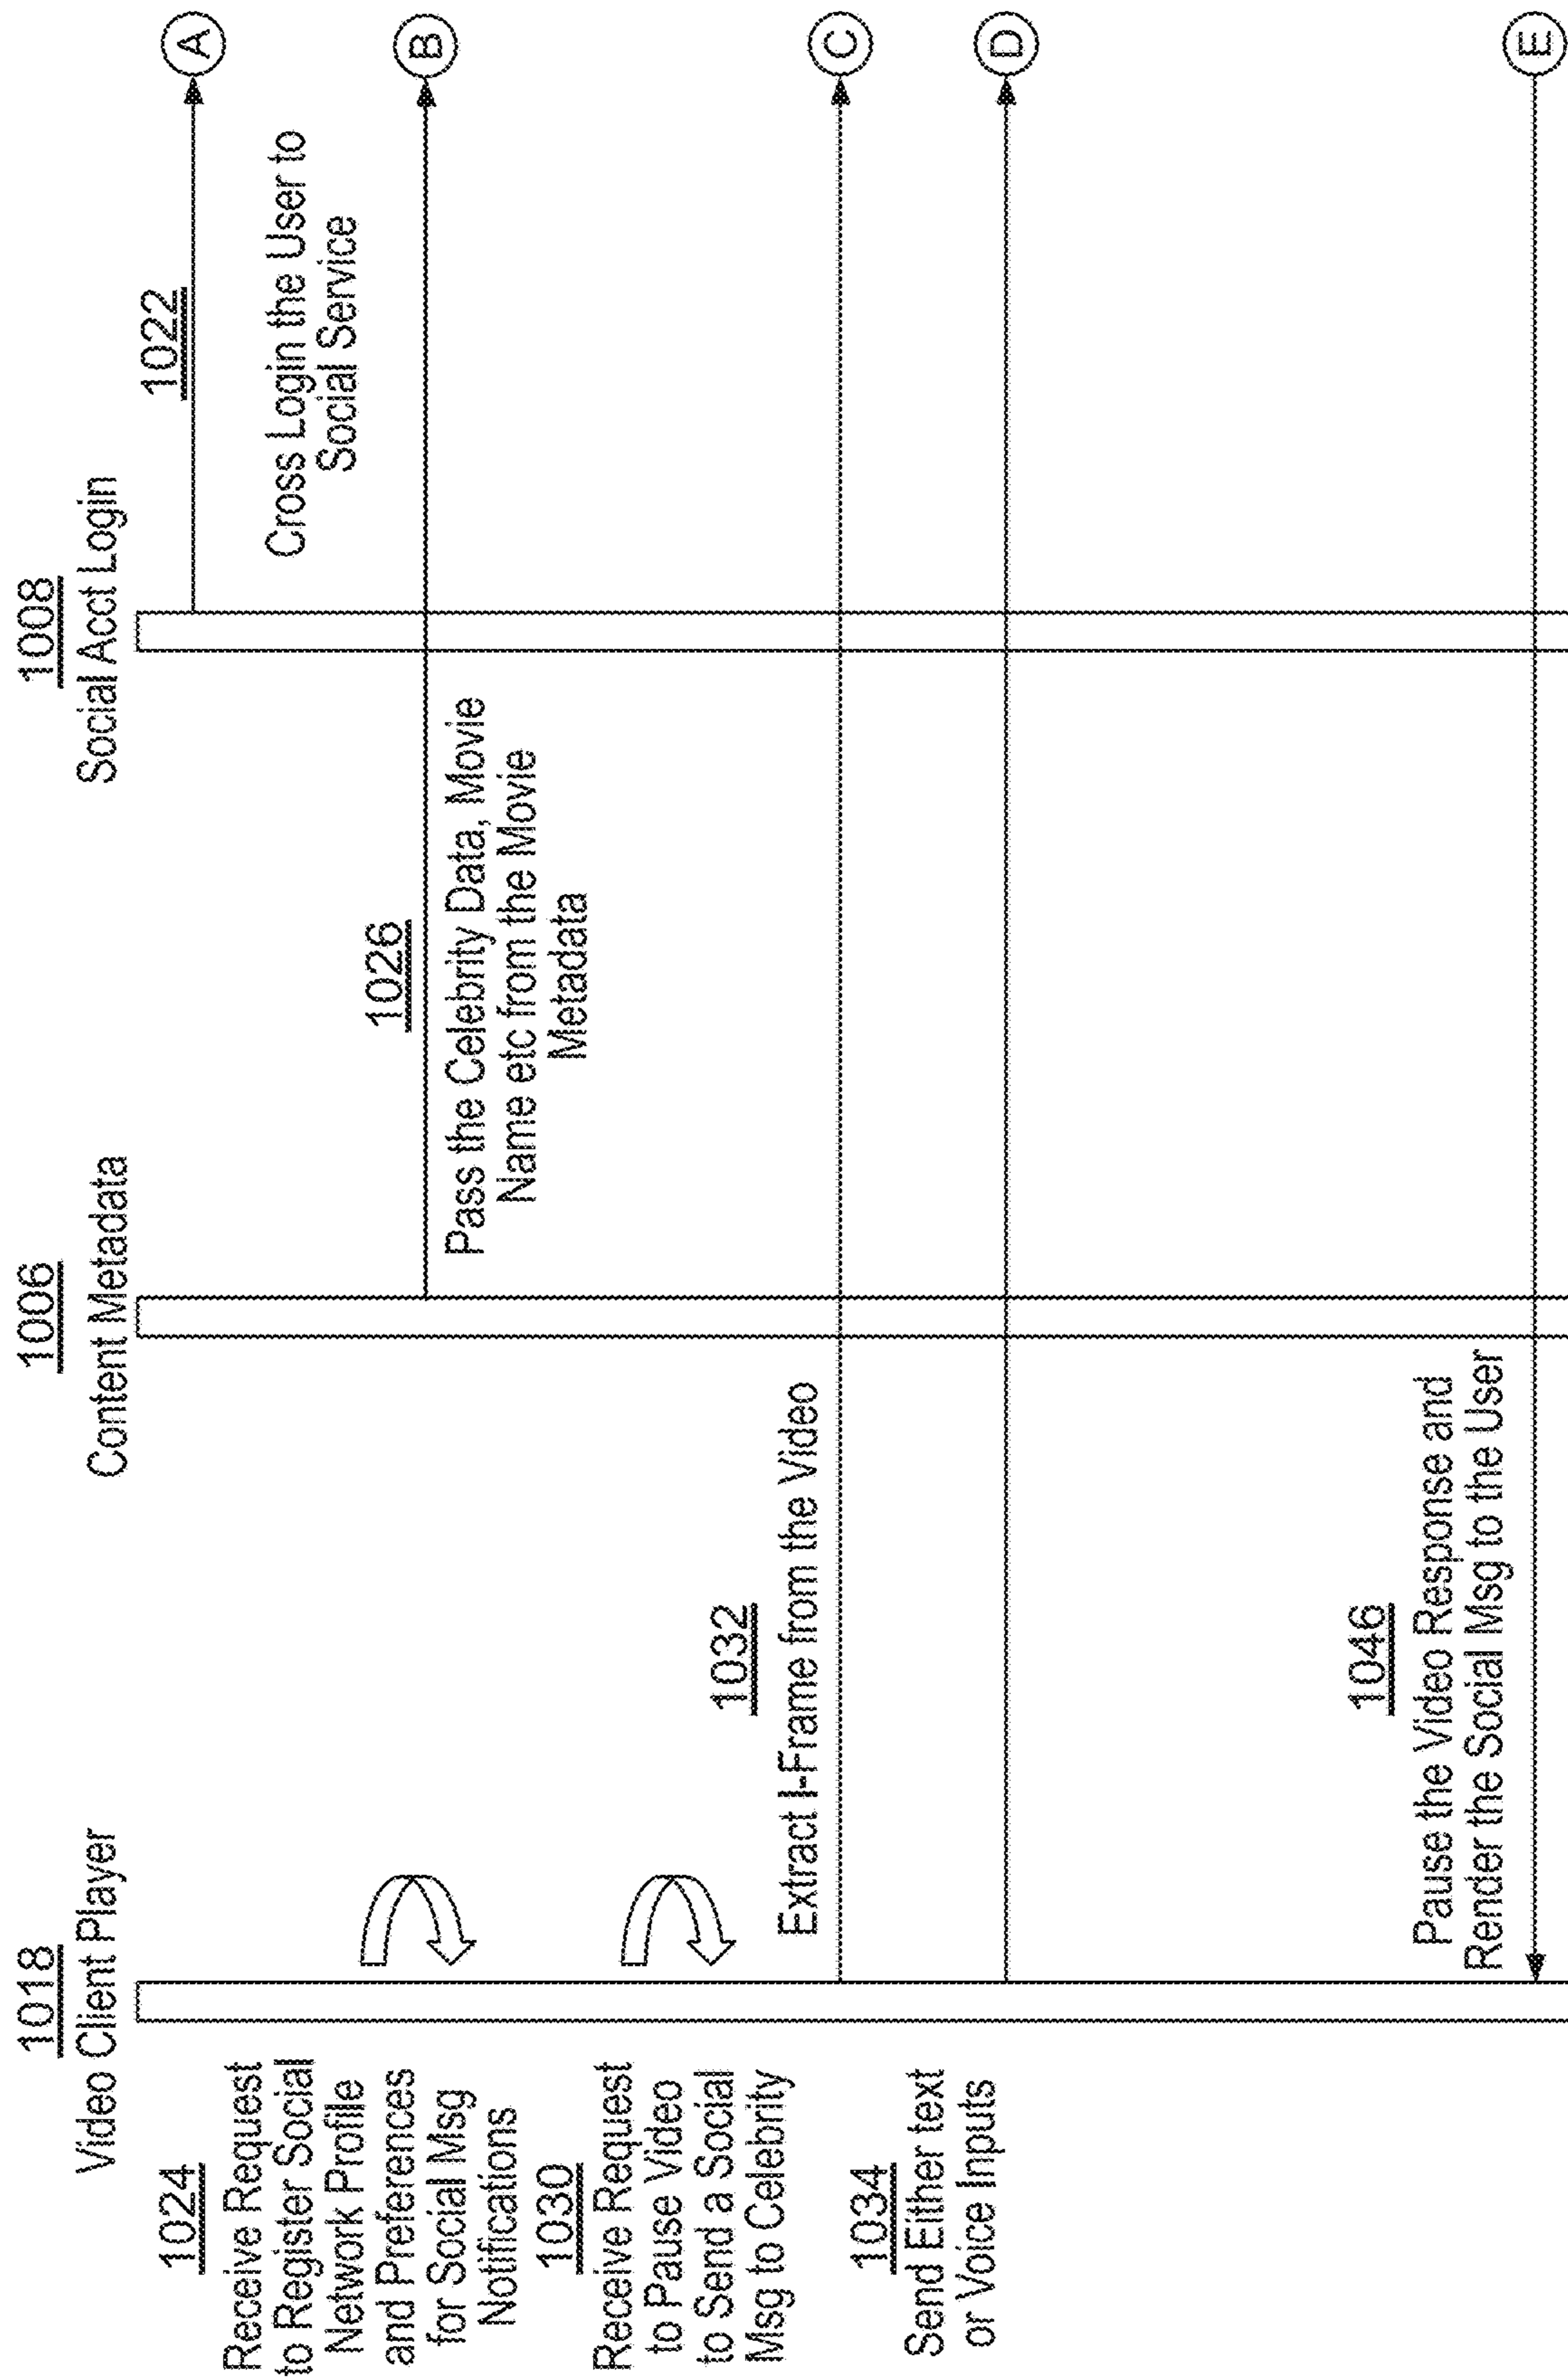 1018
Video Client Player
1006
Content Metadata
1008
Social Acct Login
1022
A
Cross Login the User to
Social Service
1024
Receive Request
to Register Social
Network Profile
and Preferences
for Social Msg
Notifications
1026
B
Pass the Celebrity Data, Movie
Name etc from the Movie
Metadata
1030
Receive Request
to Pause Video
to Send a Social
Msg to Celebrity
1032
Extract I-Frame from the Video
C
1034
Send Either text
or Voice Inputs
D
1046
Pause the Video Response and
Render the Social Msg to the User
E